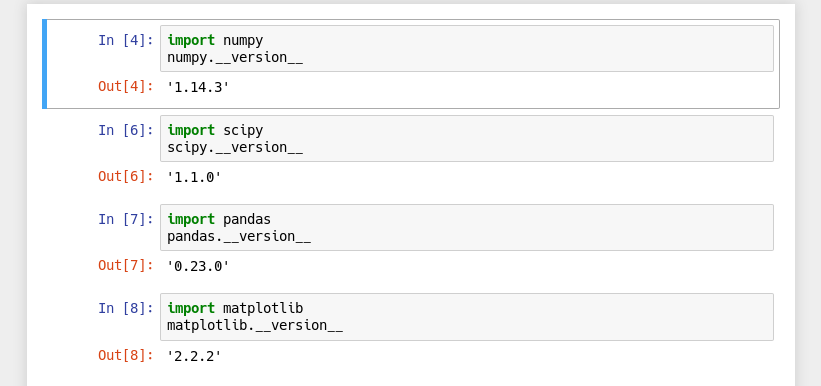 In [4]: import numpy
numpy.__version__
Out[4]: '1.14.3'
In [6]: import scipy
scipy.__version__
Out[6]: '1.1.0'
In [7]: import pandas
pandas.__version__
Out[7]: '0.23.0'
In [8]: import matplotlib
matplotlib.__version__
Out[8]: '2.2.2'